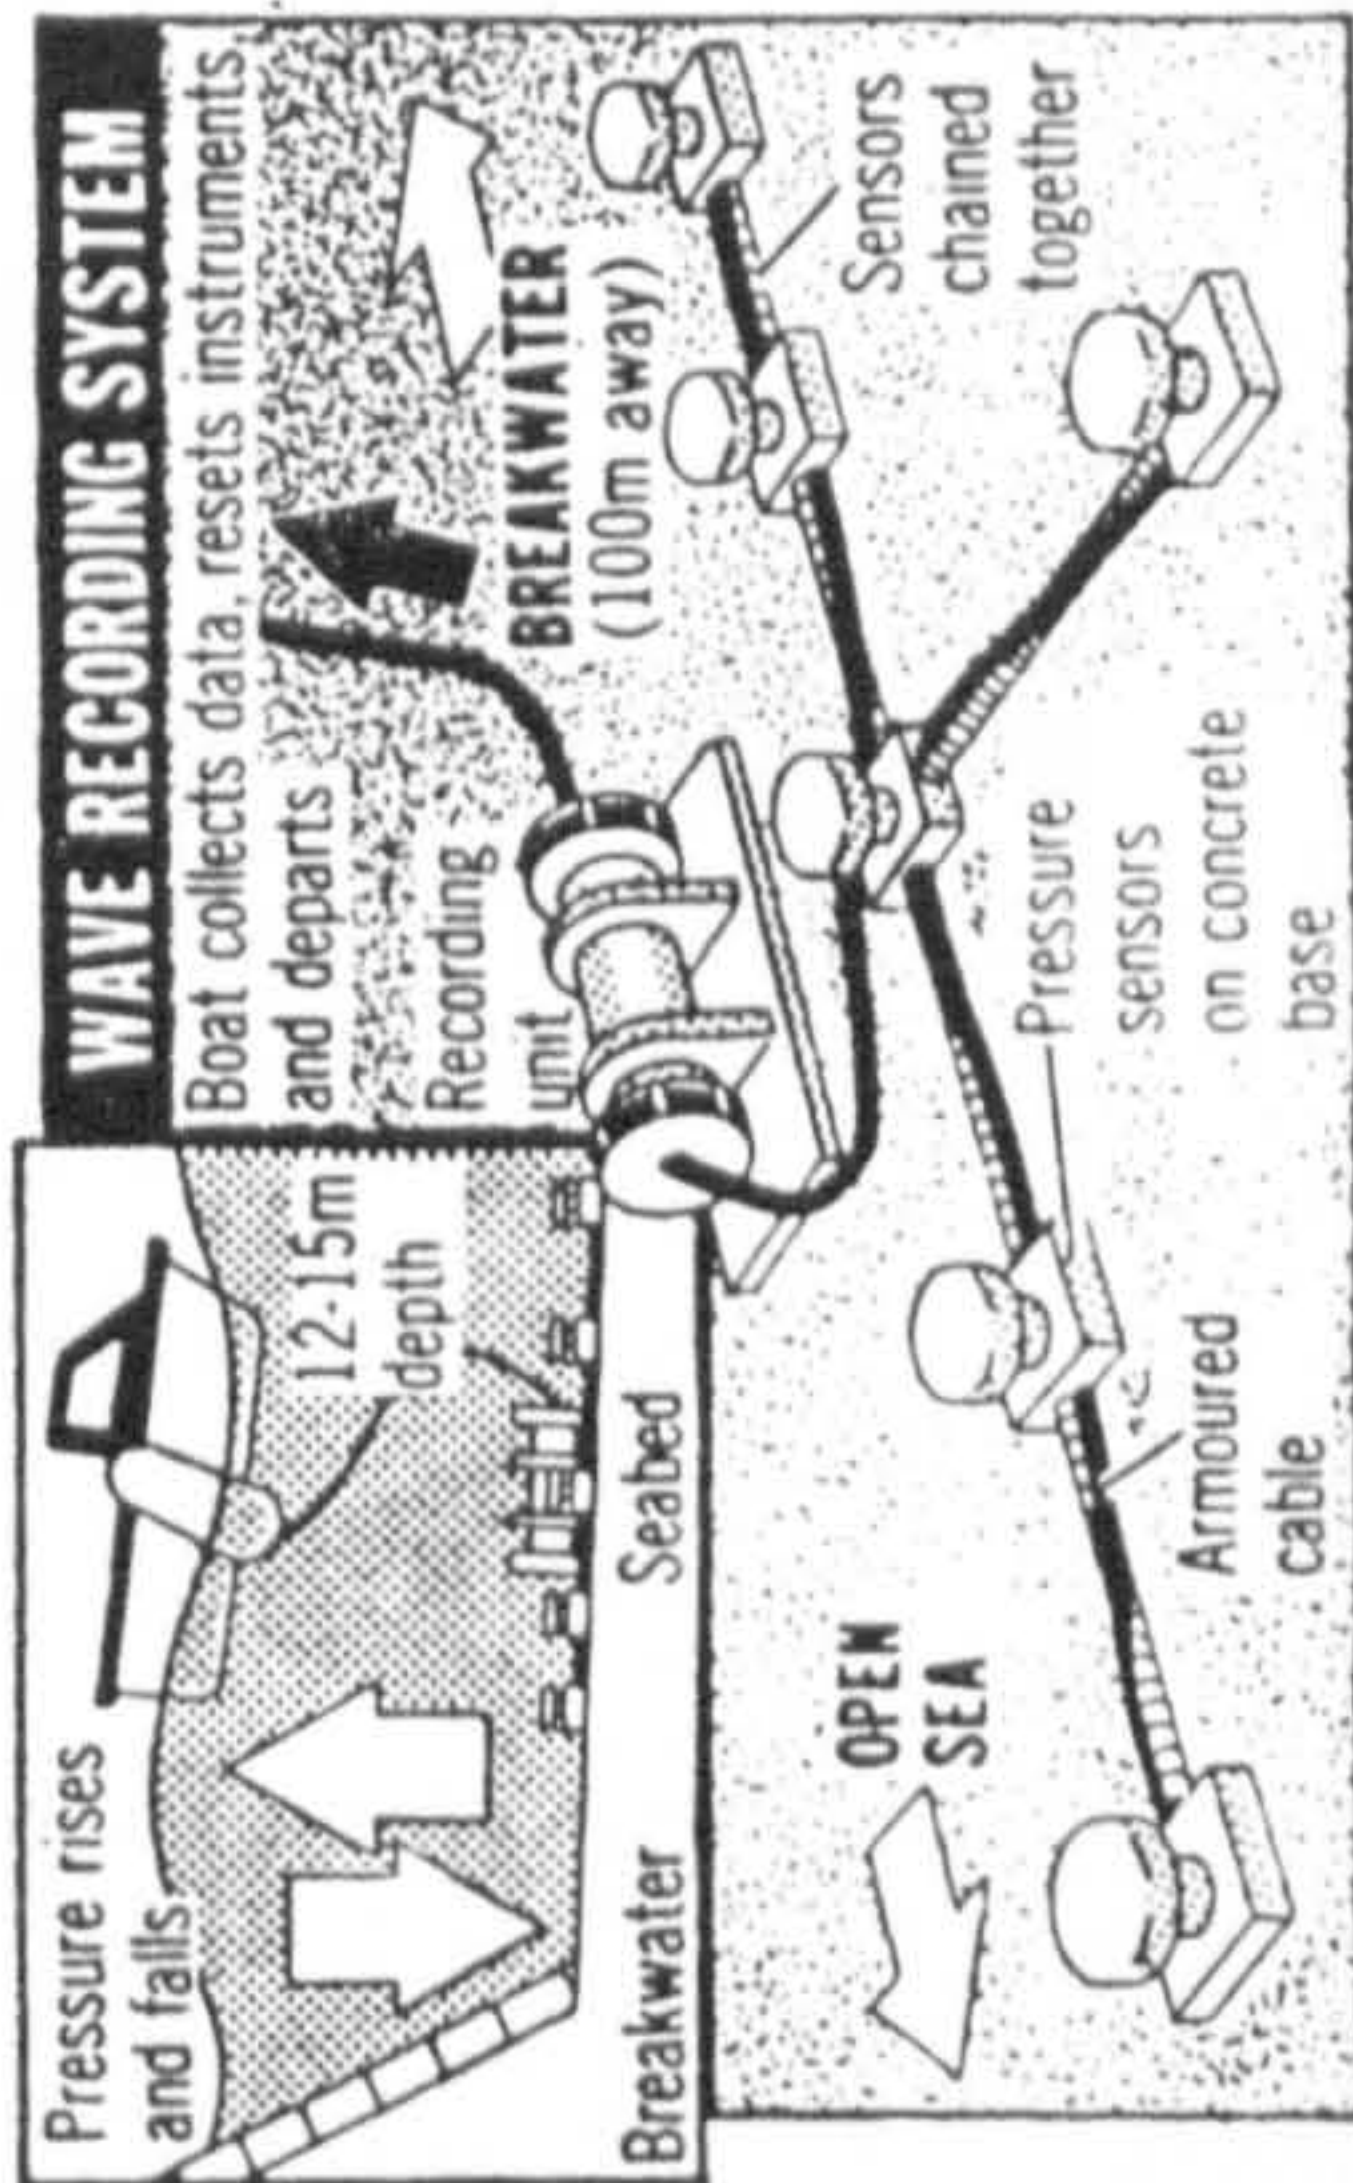 WAVE RECORDING SYSTEM
Boat collects data, resets instruments
and departs
Recording
unit
BREAKWATER
(100m away)
Sensors
chained
together
Pressure
sensors
on concrete
base
Armoured
cable
OPEN
SEA
Pressure rises
and falls
12-15m
depth
Seabed
Breakwater